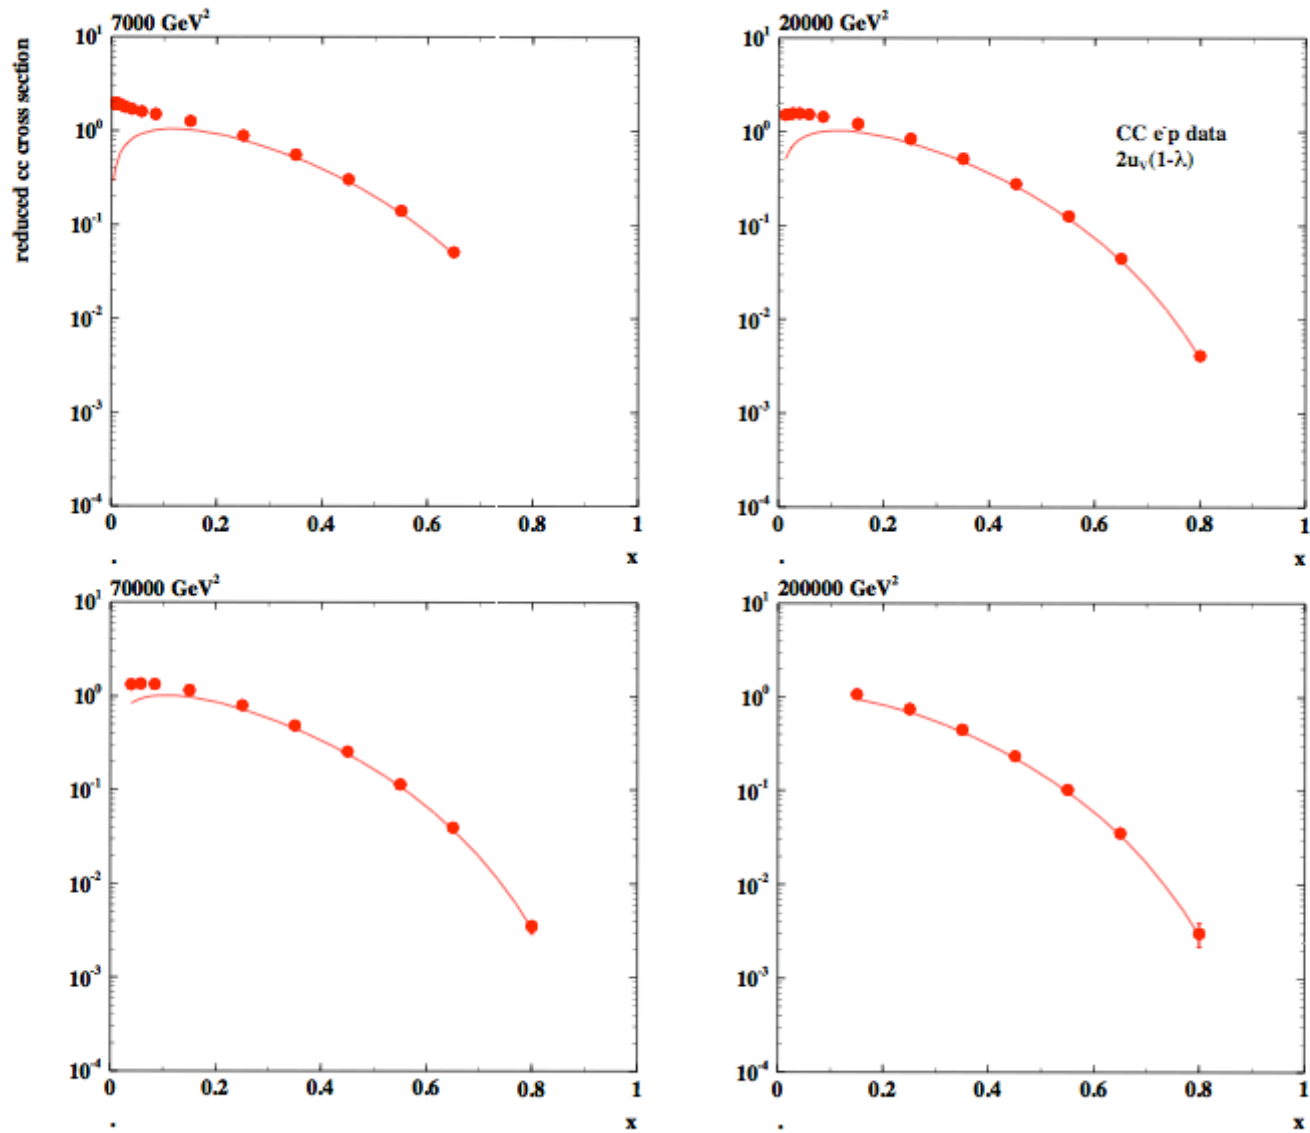 7000 GeV²
20000 GeV²
reduced cc cross section
10¹
10⁰
10⁻¹
10⁻²
10⁻³
10⁻⁴
0 0.2 0.4 0.6 0.8 1
x
10¹
10⁰
10⁻¹
10⁻²
10⁻³
10⁻⁴
CC e⁻p data
2uᵥ(1-λ)
0 0.2 0.4 0.6 0.8 1
x
70000 GeV²
200000 GeV²
10¹
10⁰
10⁻¹
10⁻²
10⁻³
10⁻⁴
0 0.2 0.4 0.6 0.8 1
x
10¹
10⁰
10⁻¹
10⁻²
10⁻³
10⁻⁴
0 0.2 0.4 0.6 0.8 1
x